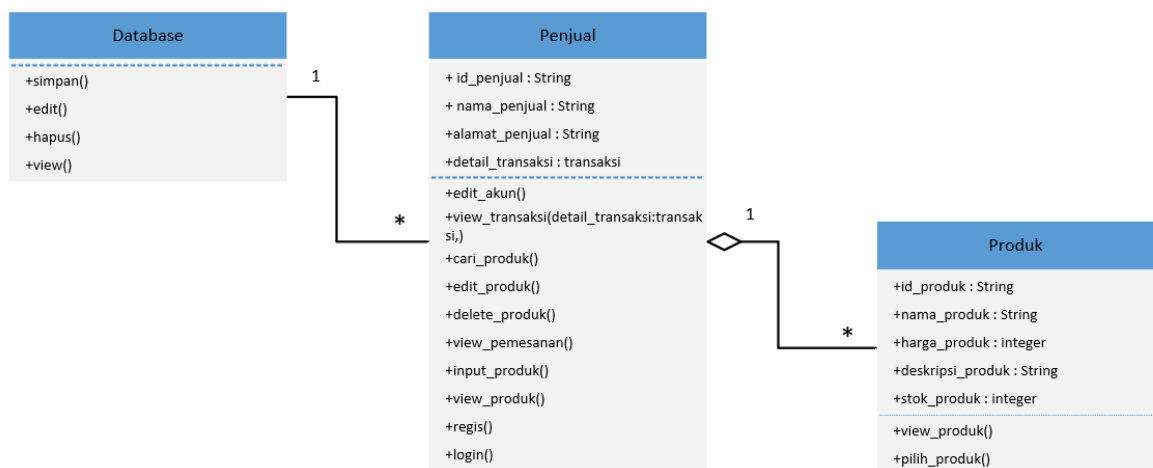 Database
+simpan()
+edit()
+hapus()
+view()
1
*
Penjual
+ id_penjual : String
+ nama_penjual : String
+alamat_penjual : String
+detail_transaksi : transaksi
+edit_akun()
+view_transaksi(detail_transaksi:transak
si,)
+cari_produk()
+edit_produk()
+delete_produk()
+view_pemesanan()
+input_produk()
+view_produk()
+regis()
+login()
1
*
Produk
+id_produk : String
+nama_produk : String
+harga_produk : integer
+deskripsi_produk : String
+stok_produk : integer
+view_produk()
+pilih_produk()